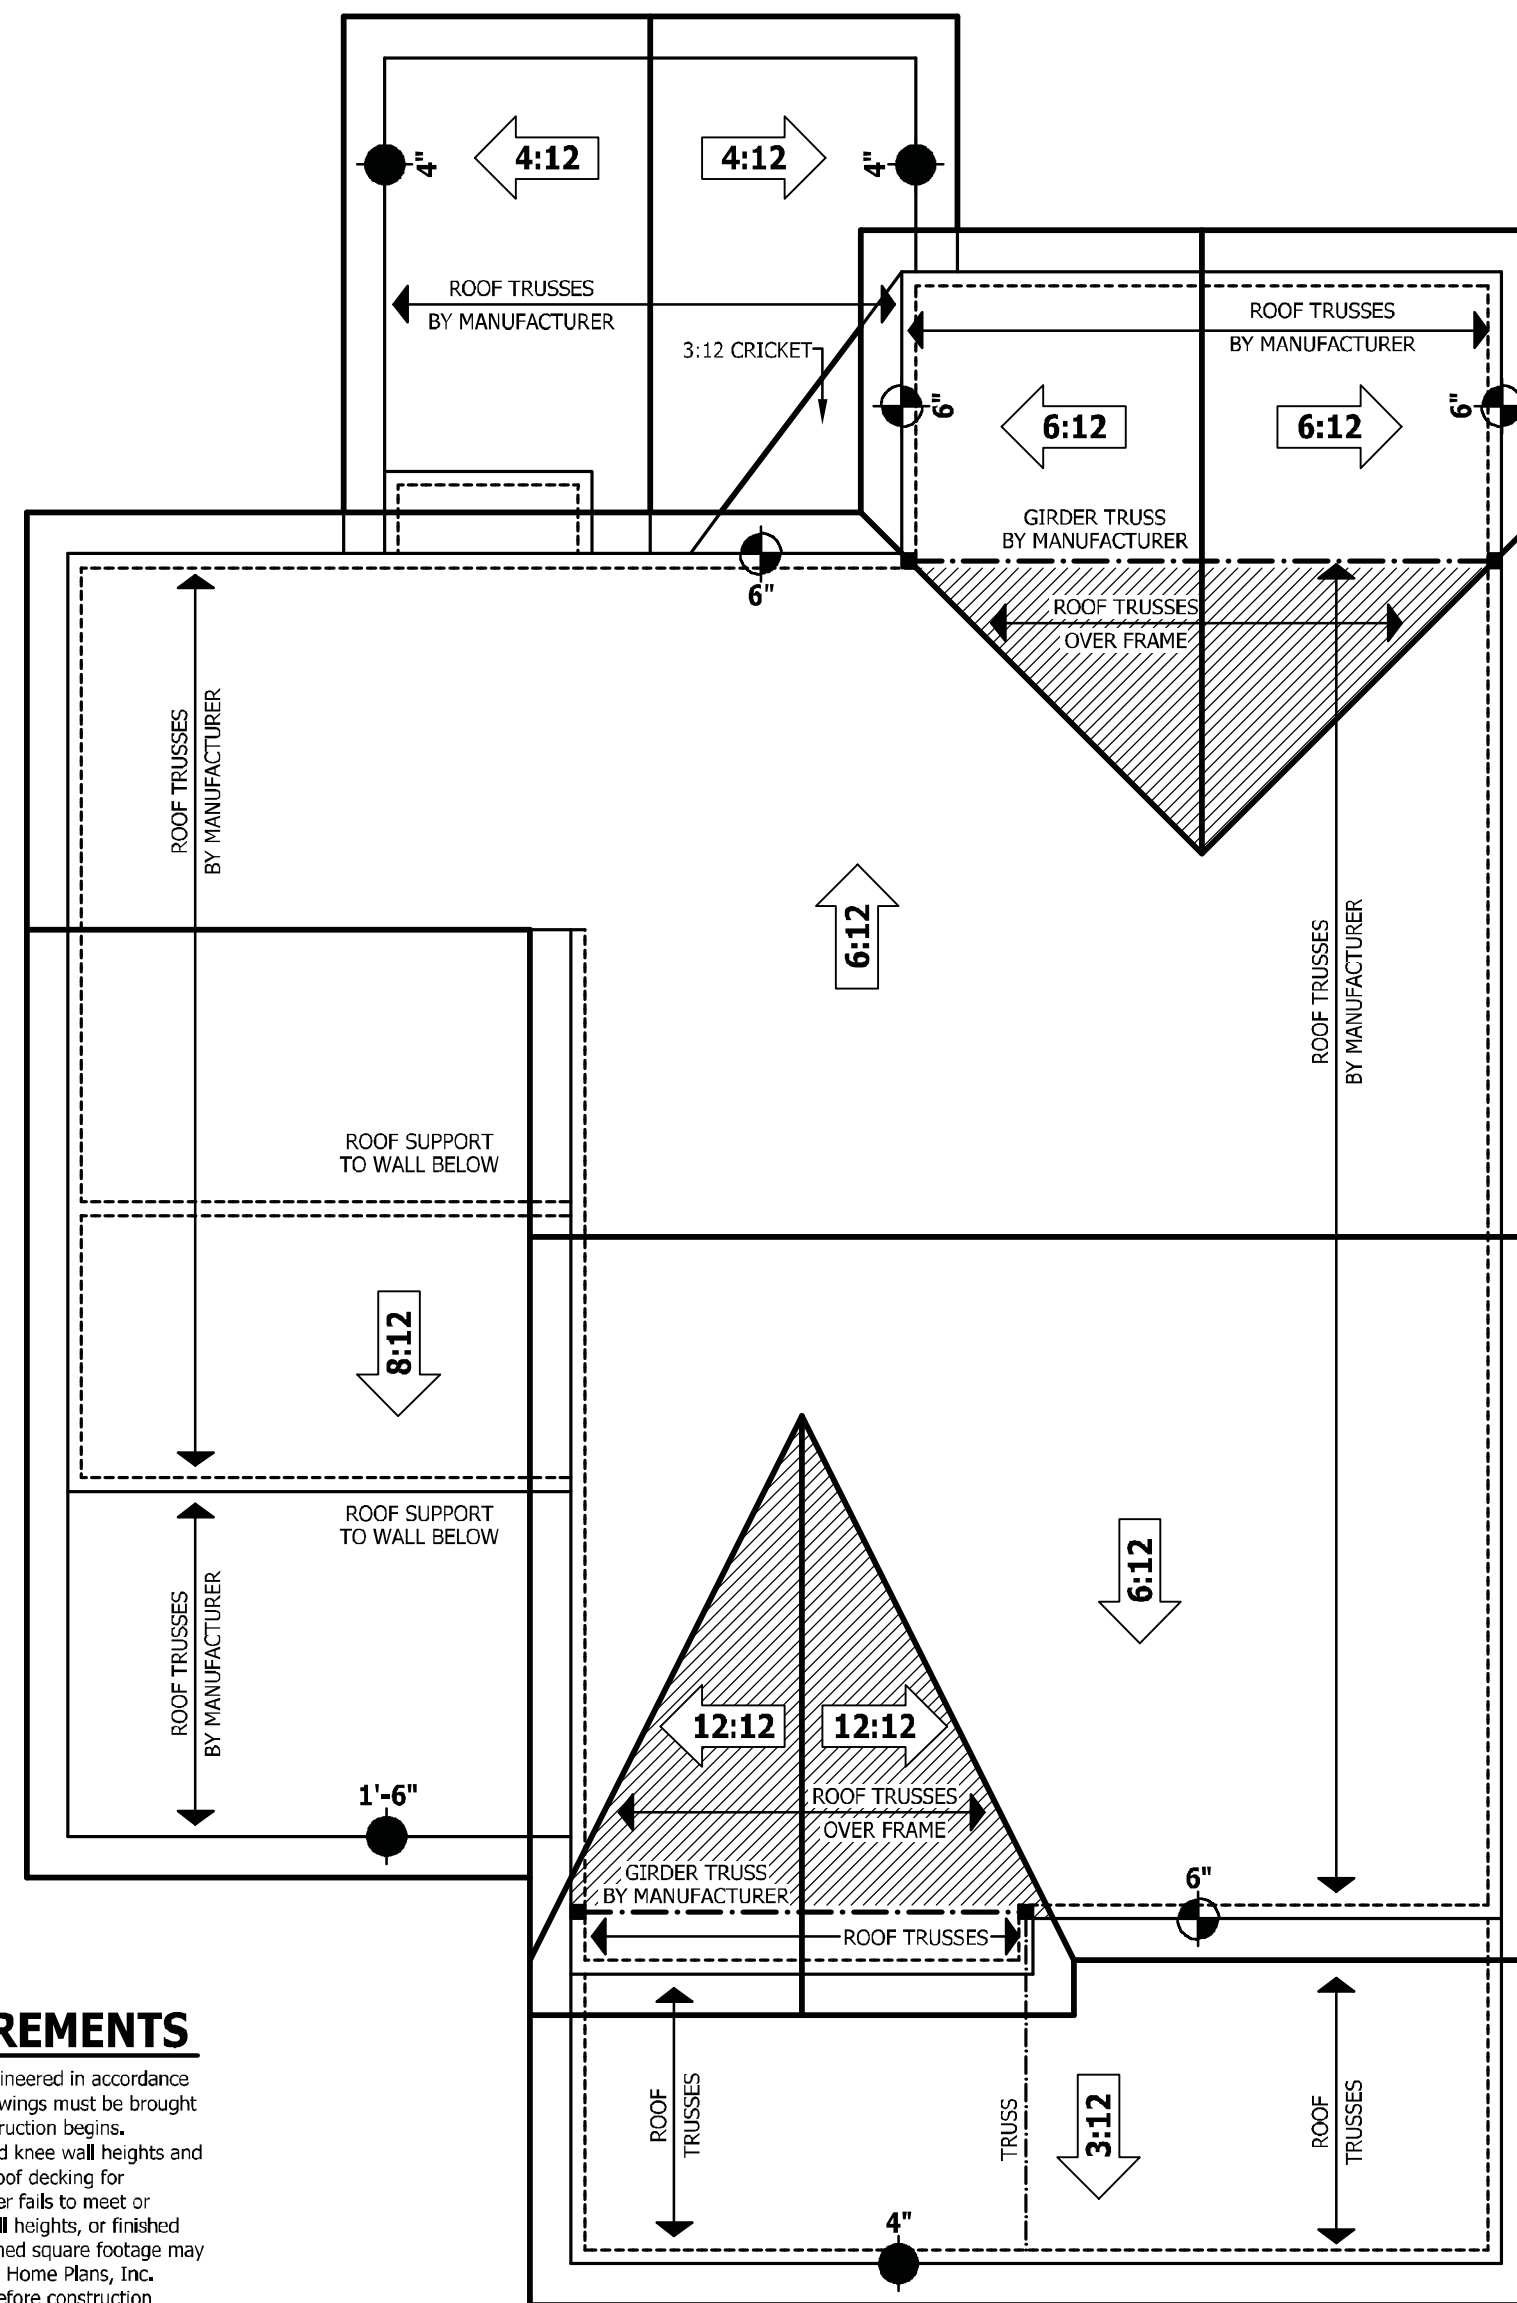 4:12
4:12
4"
4"
ROOF TRUSSES
BY MANUFACTURER
3:12 CRICKET
ROOF TRUSSES
BY MANUFACTURER
6"
6"
6:12
6:12
GIRDER TRUSS
BY MANUFACTURER
6"
ROOF TRUSSES
OVER FRAME
ROOF TRUSSES
BY MANUFACTURER
6:12
ROOF TRUSSES
BY MANUFACTURER
ROOF SUPPORT
TO WALL BELOW
8:12
ROOF SUPPORT
TO WALL BELOW
ROOF TRUSSES
BY MANUFACTURER
6:12
12:12
12:12
ROOF TRUSSES
OVER FRAME
1'-6"
GIRDER TRUSS
BY MANUFACTURER
6"
ROOF TRUSSES
ROOF
TRUSSES
TRUSS
3:12
ROOF
TRUSSES
4"
REMENTS
ineered in accordance
wings must be brought
truction begins.
d knee wall heights and
oof decking for
er fails to meet or
ll heights, or finished
hed square footage may
Home Plans, Inc.
efore construction